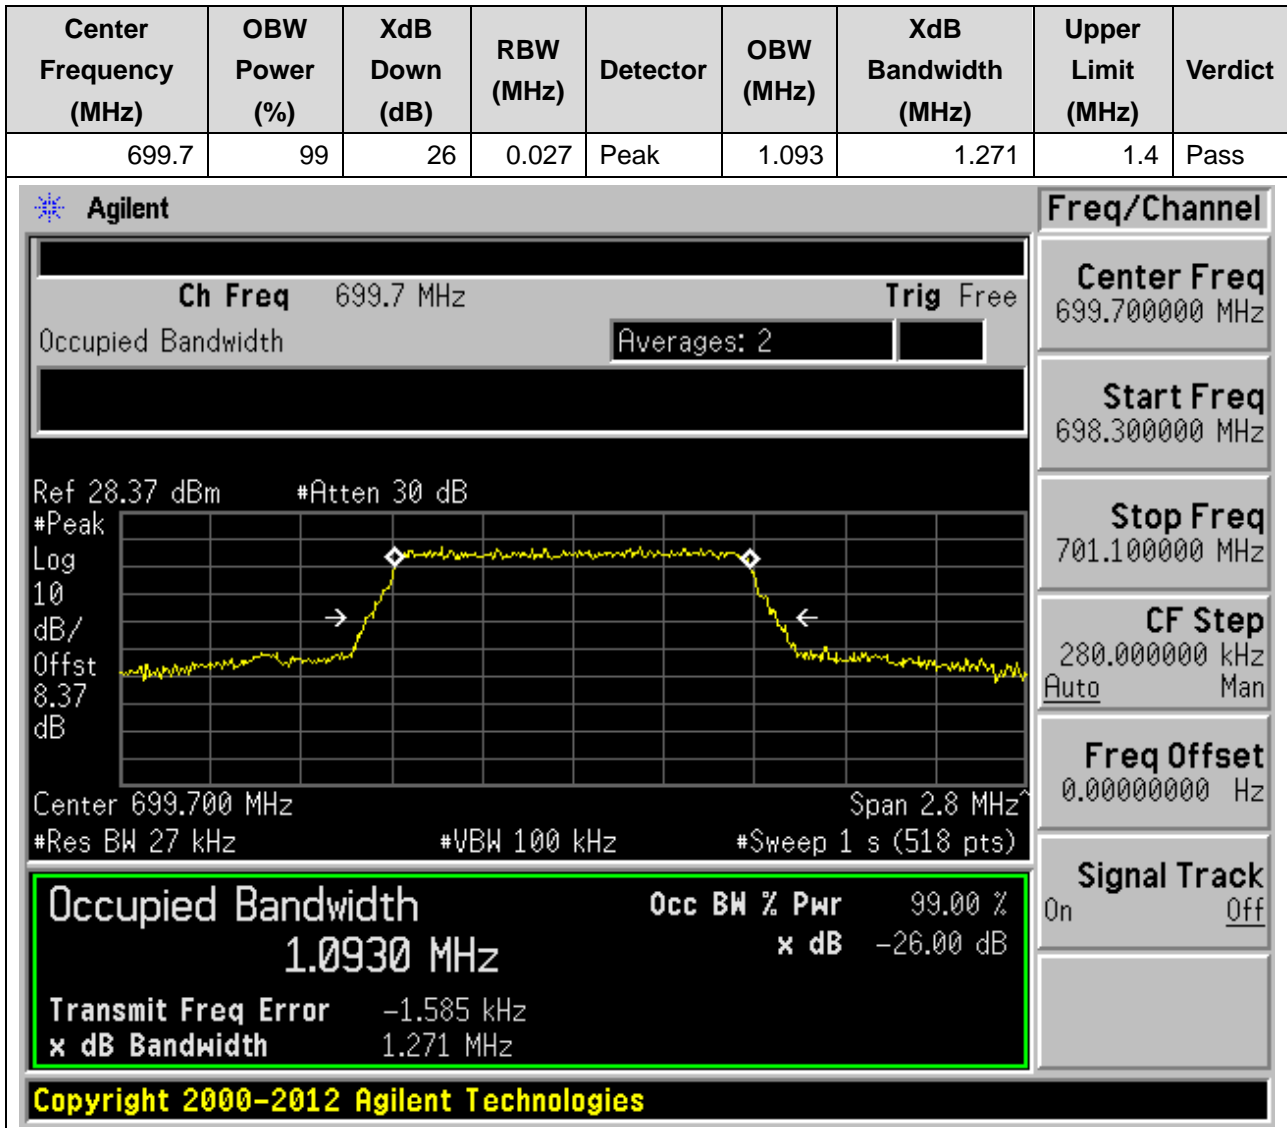 Center Frequency (MHz) OBW Power (%) XdB Down (dB) RBW (MHz) Detector OBW (MHz) XdB Bandwidth (MHz) Upper Limit (MHz) Verdict
699.7 99 26 0.027 Peak 1.093 1.271 1.4 Pass
Agilent
Freq/Channel
Ch Freq 699.7 MHz Trig Free
Occupied Bandwidth Averages: 2
Center Freq
699.700000 MHz
Start Freq
698.300000 MHz
Stop Freq
701.100000 MHz
CF Step
280.000000 kHz
Auto Man
Freq Offset
0.00000000 Hz
Signal Track
On Off
Ref 28.37 dBm #Atten 30 dB
#Peak
Log
10
dB/
Offst
8.37
dB
Center 699.700 MHz Span 2.8 MHz^
#Res BW 27 kHz #VBW 100 kHz #Sweep 1 s (518 pts)
Occupied Bandwidth Occ BW % Pwr 99.00 %
1.0930 MHz x dB -26.00 dB
Transmit Freq Error -1.585 kHz
x dB Bandwidth 1.271 MHz
Copyright 2000-2012 Agilent Technologies